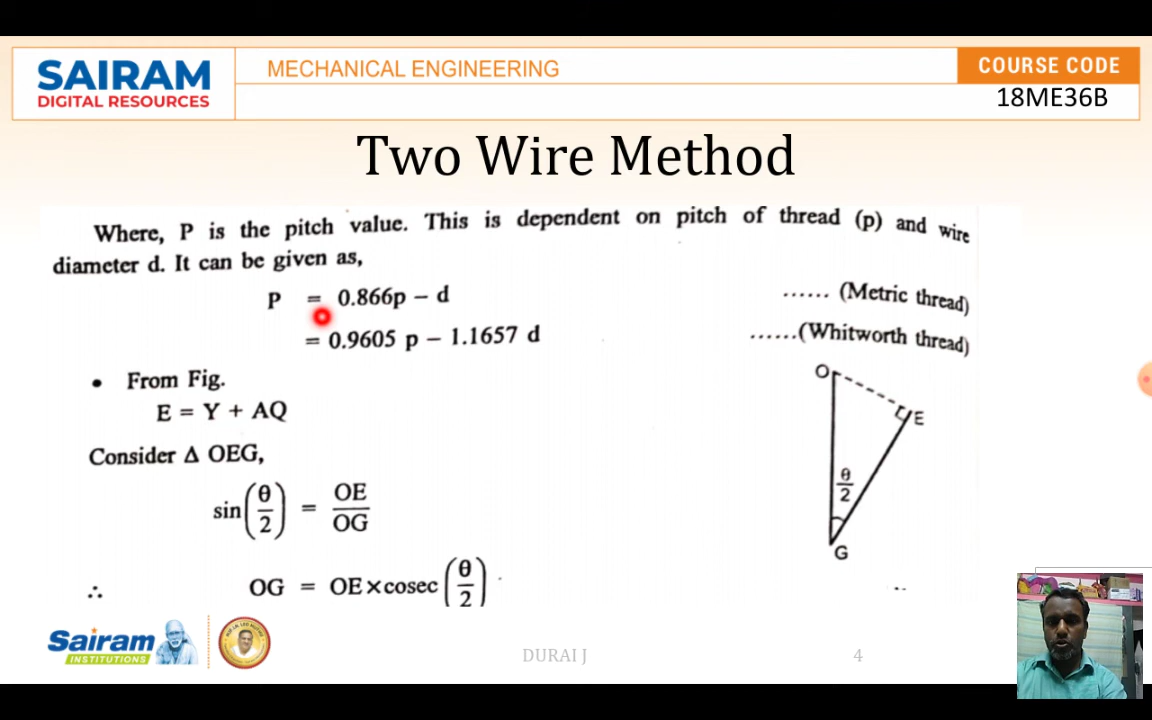 SAIRAM
DIGITAL RESOURCES
MECHANICAL ENGINEERING
COURSE CODE
18ME36B
Two Wire Method
Where, P is the pitch value. This is dependent on pitch of thread (p) and wire
diameter d. It can be given as,
P = 0.866p − d ...... (Metric thread)
= 0.9605 p − 1.1657 d ......(Whitworth thread)
• From Fig.
E = Y + AQ
Consider Δ OEG,
sin(θ/2) = OE/OG
∴ OG = OE×cosec (θ/2)
O
E
θ/2
G
Sairam
INSTITUTIONS
DURAI J
4